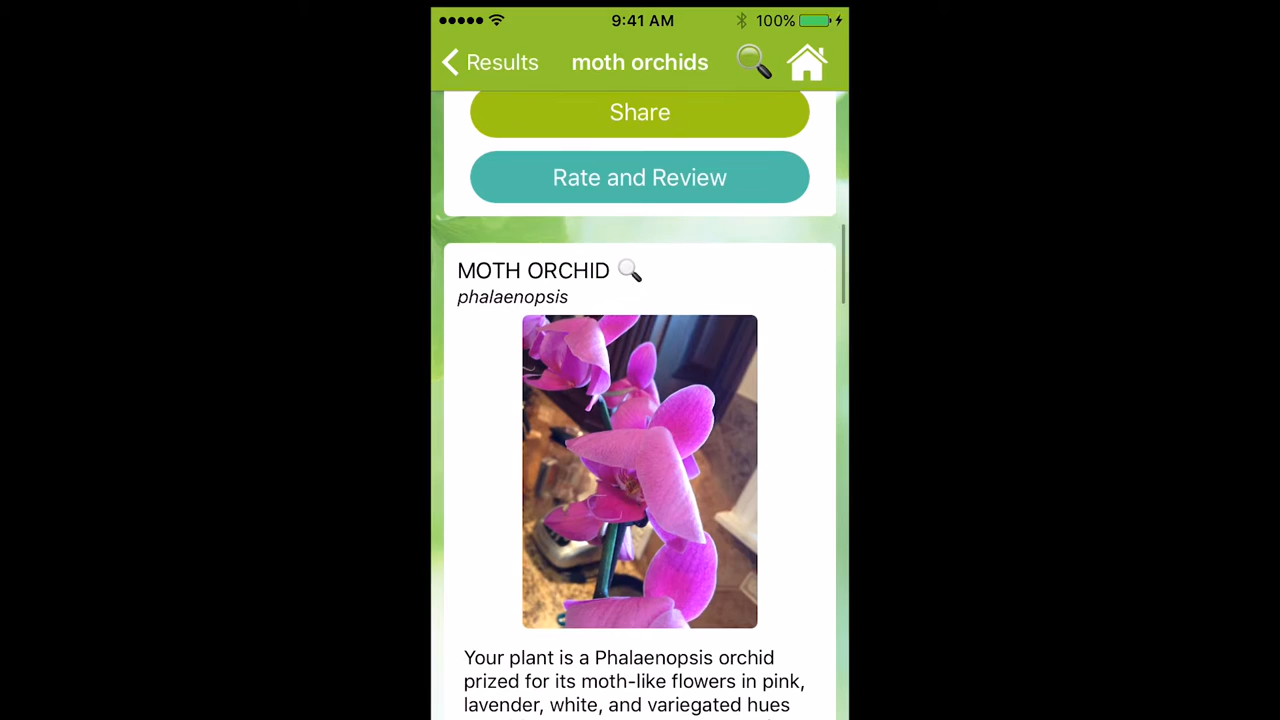 9:41 AM 100%
Results moth orchids
Share
Rate and Review
MOTH ORCHID
phalaenopsis
Your plant is a Phalaenopsis orchid
prized for its moth-like flowers in pink,
lavender, white, and variegated hues